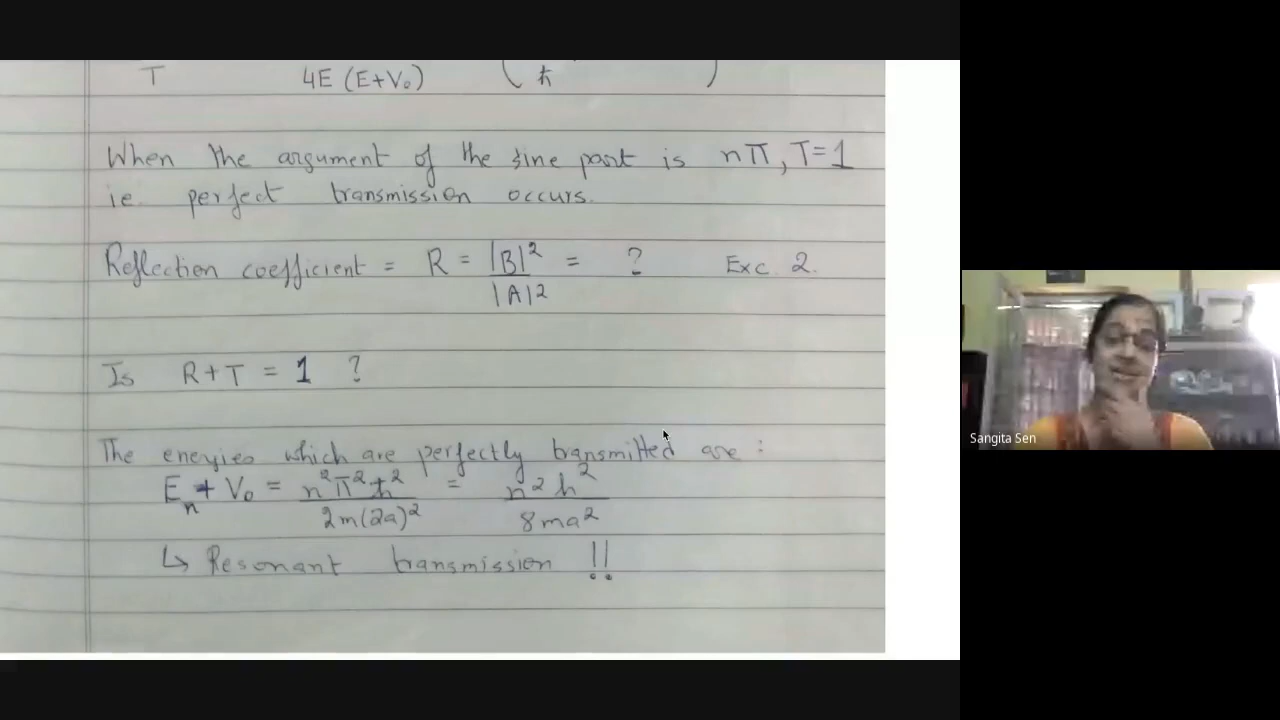 T 4E (E+V₀) ( ħ )
When the argument of the sine part is nπ, T=1
ie. perfect transmission occurs.
Reflection coefficient = R = |B|²/|A|² = ? Exc. 2.
Is R+T = 1 ?
The energies which are perfectly transmitted are :
Eₙ + V₀ = n²π²ħ²/2m(2a)² = n²h²/8ma²
↳ Resonant transmission !!
Sangita Sen